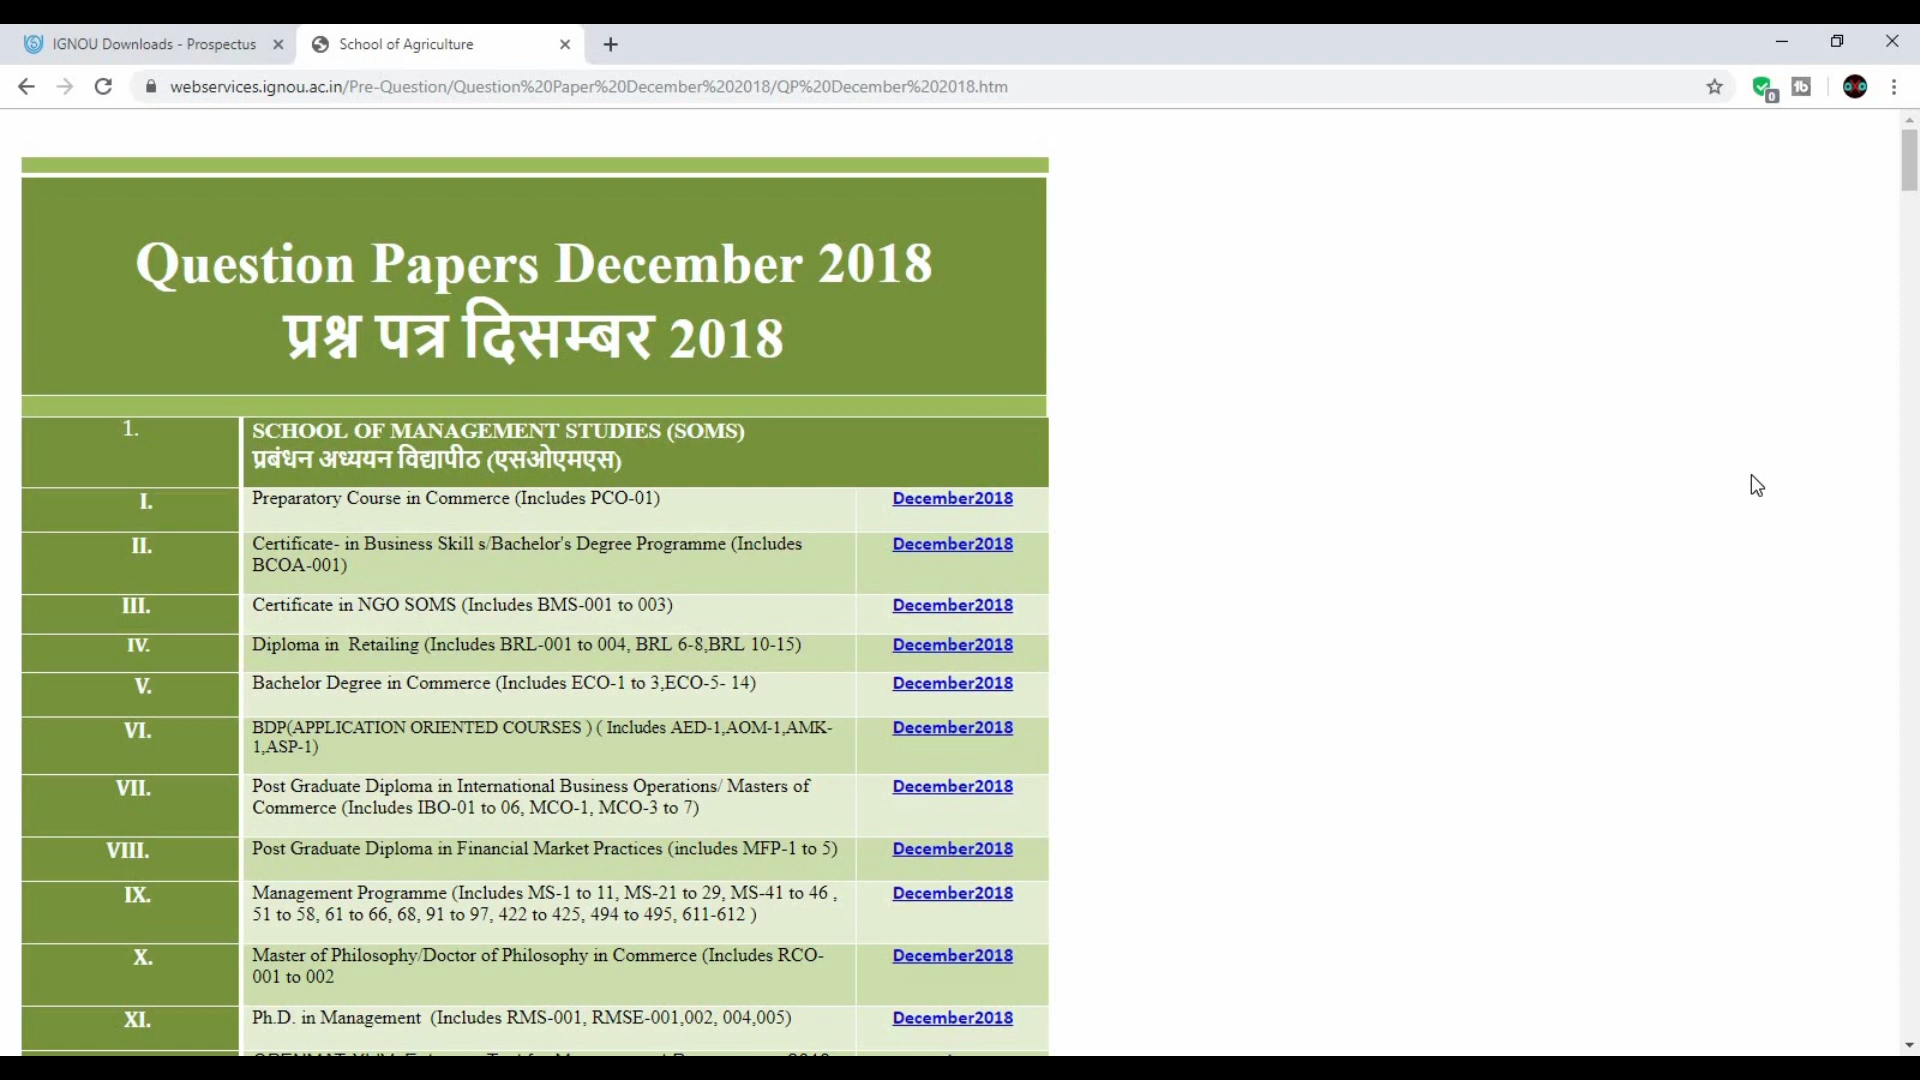 IGNOU Downloads - Prospectus
School of Agriculture
webservices.ignou.ac.in/Pre-Question/Question%20Paper%20December%202018/QP%20December%202018.htm
0
Question Papers December 2018
प्रश्न पत्र दिसम्बर 2018
1.
SCHOOL OF MANAGEMENT STUDIES (SOMS)
प्रबंधन अध्ययन विद्यापीठ (एसओएमएस)
I. Preparatory Course in Commerce (Includes PCO-01) December2018
II. Certificate- in Business Skill s/Bachelor's Degree Programme (Includes December2018
BCOA-001)
III. Certificate in NGO SOMS (Includes BMS-001 to 003) December2018
IV. Diploma in  Retailing (Includes BRL-001 to 004, BRL 6-8,BRL 10-15) December2018
V. Bachelor Degree in Commerce (Includes ECO-1 to 3,ECO-5- 14) December2018
VI. BDP(APPLICATION ORIENTED COURSES ) ( Includes AED-1,AOM-1,AMK- December2018
1,ASP-1)
VII. Post Graduate Diploma in International Business Operations/ Masters of December2018
Commerce (Includes IBO-01 to 06, MCO-1, MCO-3 to 7)
VIII. Post Graduate Diploma in Financial Market Practices (includes MFP-1 to 5) December2018
IX. Management Programme (Includes MS-1 to 11, MS-21 to 29, MS-41 to 46 , December2018
51 to 58, 61 to 66, 68, 91 to 97, 422 to 425, 494 to 495, 611-612 )
X. Master of Philosophy/Doctor of Philosophy in Commerce (Includes RCO- December2018
001 to 002
XI. Ph.D. in Management  (Includes RMS-001, RMSE-001,002, 004,005) December2018